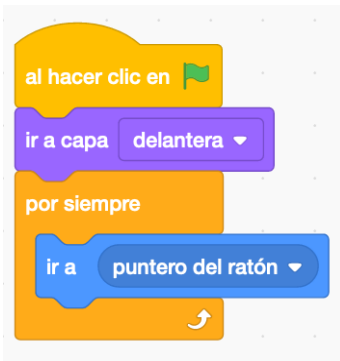 al hacer clic en
ir a capa delantera
por siempre
ir a puntero del ratón